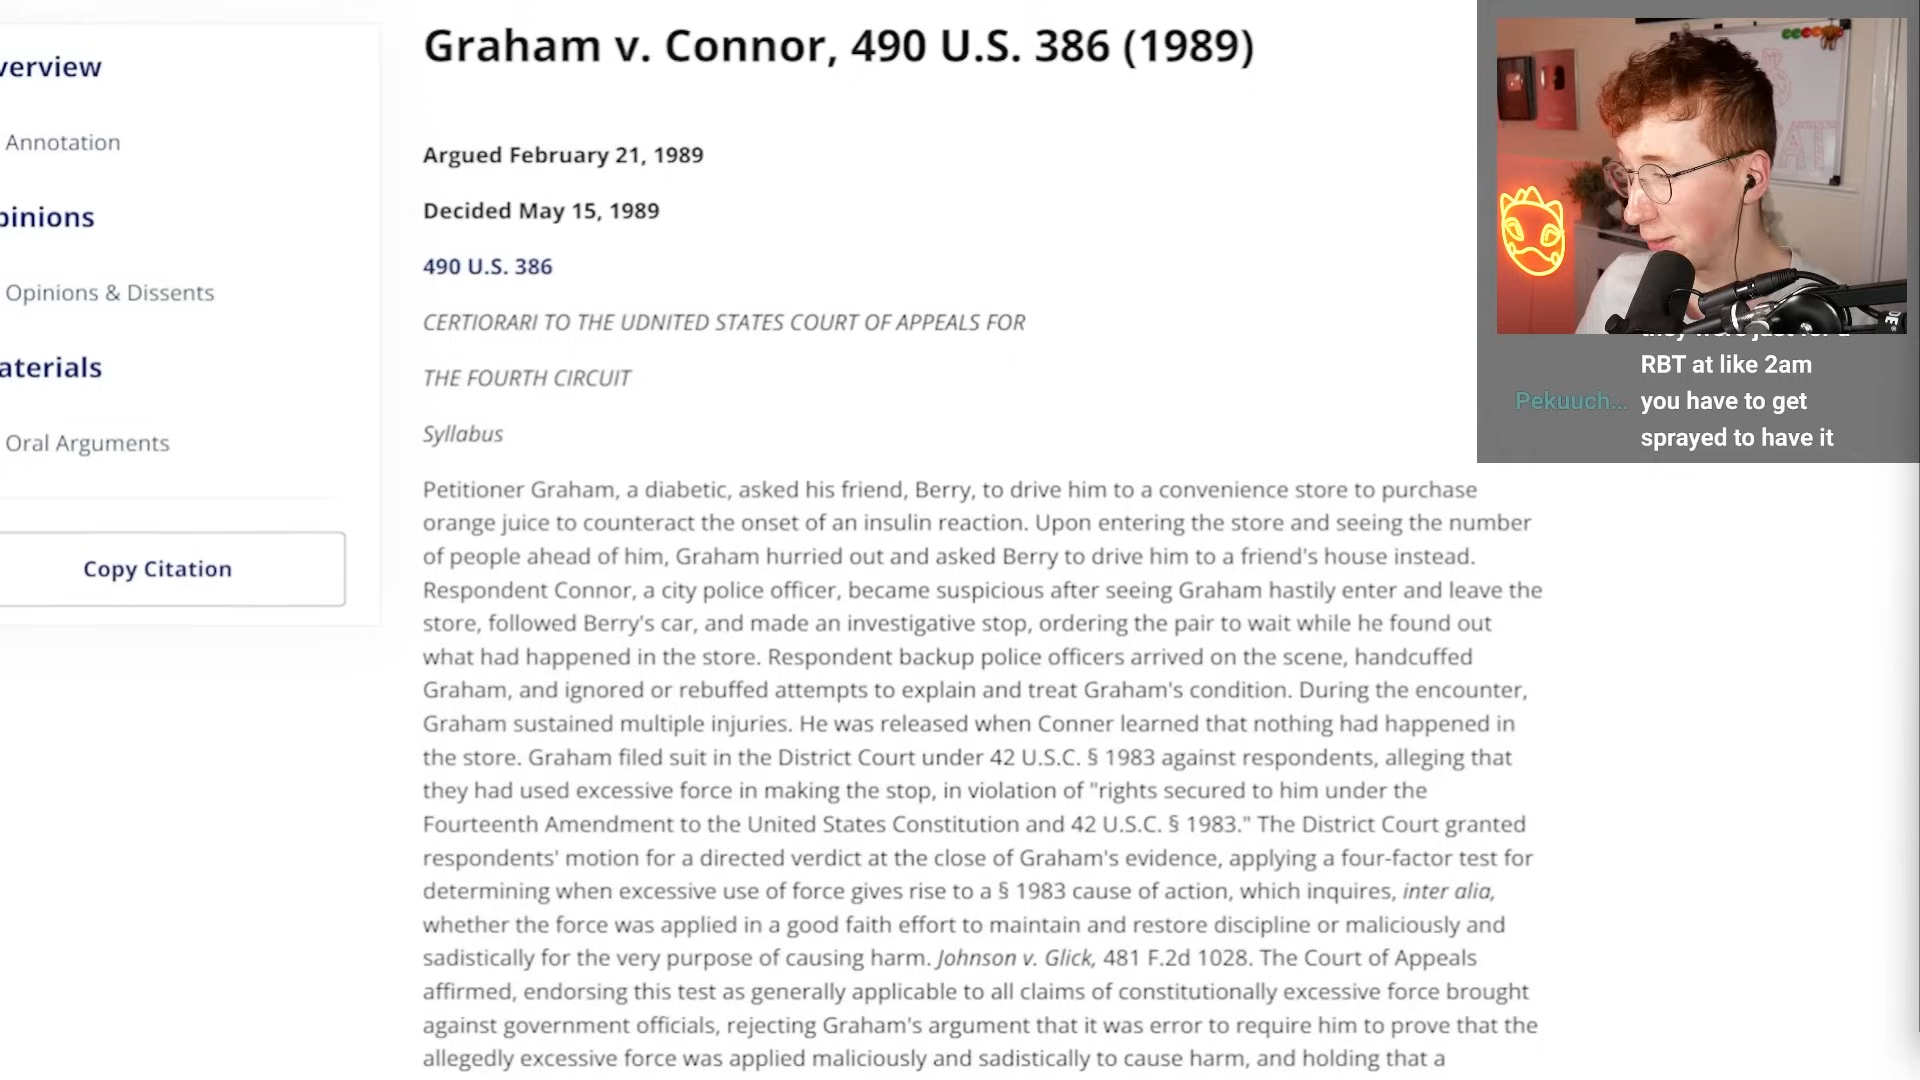 verview
Annotation
pinions
Opinions & Dissents
aterials
Oral Arguments
Copy Citation
Graham v. Connor, 490 U.S. 386 (1989)
Argued February 21, 1989
Decided May 15, 1989
490 U.S. 386
CERTIORARI TO THE UDNITED STATES COURT OF APPEALS FOR
THE FOURTH CIRCUIT
Syllabus
Petitioner Graham, a diabetic, asked his friend, Berry, to drive him to a convenience store to purchase
orange juice to counteract the onset of an insulin reaction. Upon entering the store and seeing the number
of people ahead of him, Graham hurried out and asked Berry to drive him to a friend's house instead.
Respondent Connor, a city police officer, became suspicious after seeing Graham hastily enter and leave the
store, followed Berry's car, and made an investigative stop, ordering the pair to wait while he found out
what had happened in the store. Respondent backup police officers arrived on the scene, handcuffed
Graham, and ignored or rebuffed attempts to explain and treat Graham's condition. During the encounter,
Graham sustained multiple injuries. He was released when Conner learned that nothing had happened in
the store. Graham filed suit in the District Court under 42 U.S.C. § 1983 against respondents, alleging that
they had used excessive force in making the stop, in violation of "rights secured to him under the
Fourteenth Amendment to the United States Constitution and 42 U.S.C. § 1983." The District Court granted
respondents' motion for a directed verdict at the close of Graham's evidence, applying a four-factor test for
determining when excessive use of force gives rise to a § 1983 cause of action, which inquires, inter alia,
whether the force was applied in a good faith effort to maintain and restore discipline or maliciously and
sadistically for the very purpose of causing harm. Johnson v. Glick, 481 F.2d 1028. The Court of Appeals
affirmed, endorsing this test as generally applicable to all claims of constitutionally excessive force brought
against government officials, rejecting Graham's argument that it was error to require him to prove that the
allegedly excessive force was applied maliciously and sadistically to cause harm, and holding that a
RBT at like 2am
Pekuuch... you have to get
sprayed to have it